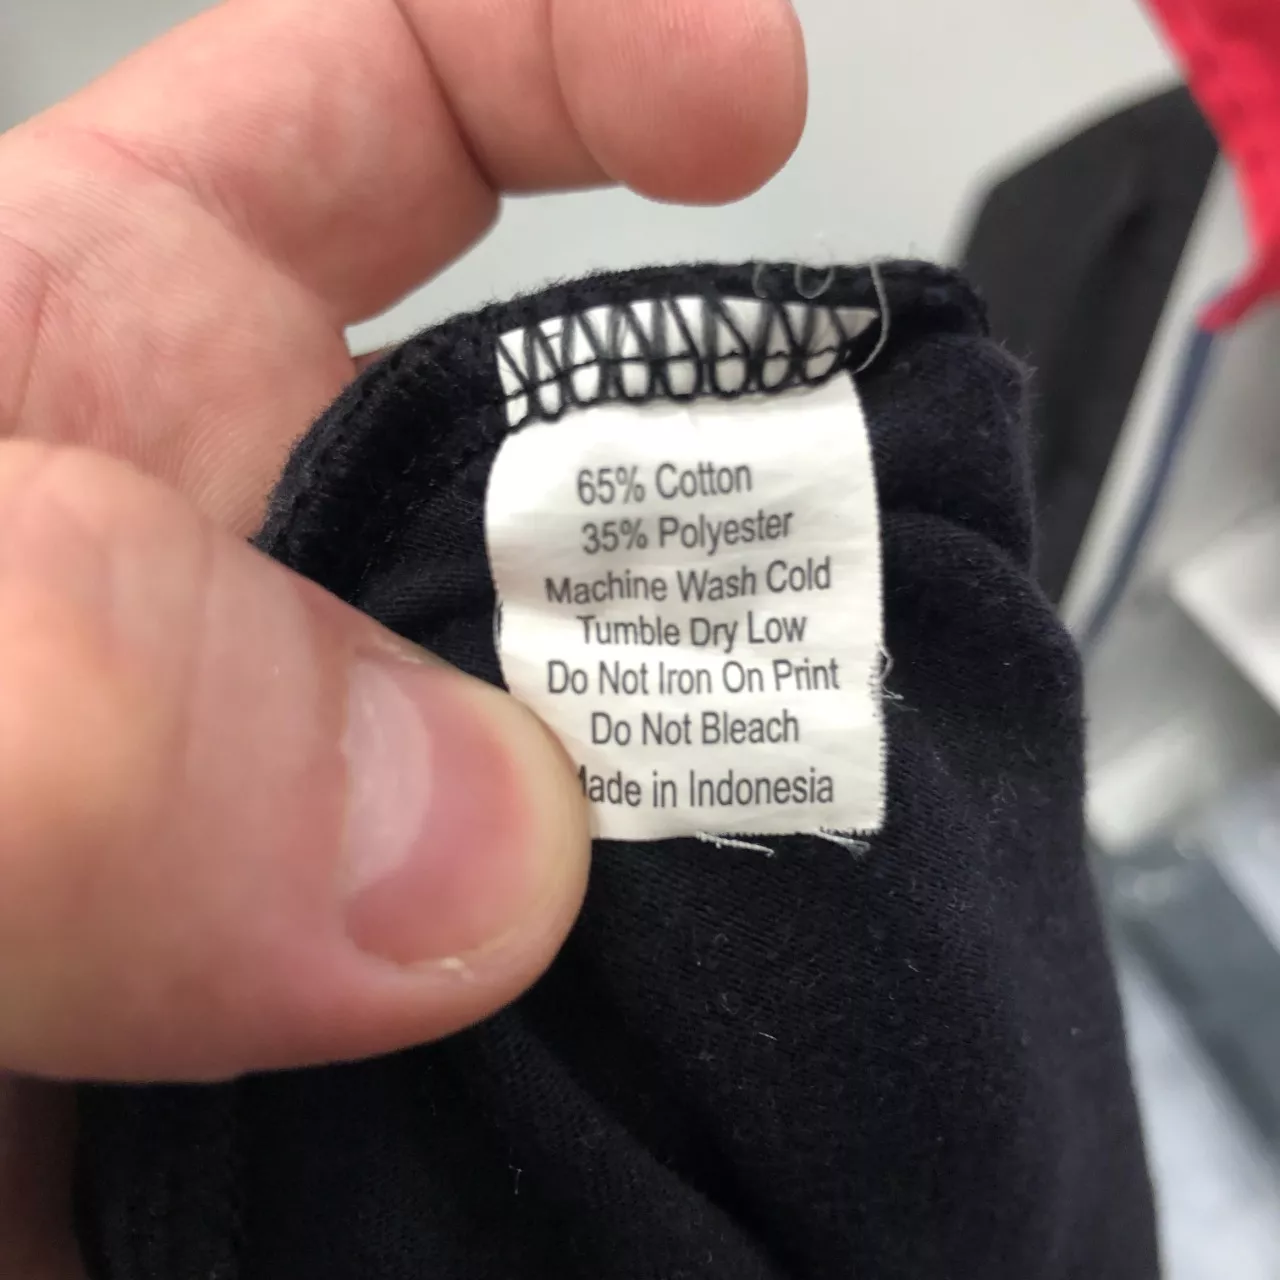 65% Cotton
35% Polyester
Machine Wash Cold
Tumble Dry Low
Do Not Iron On Print
Do Not Bleach
Made in Indonesia